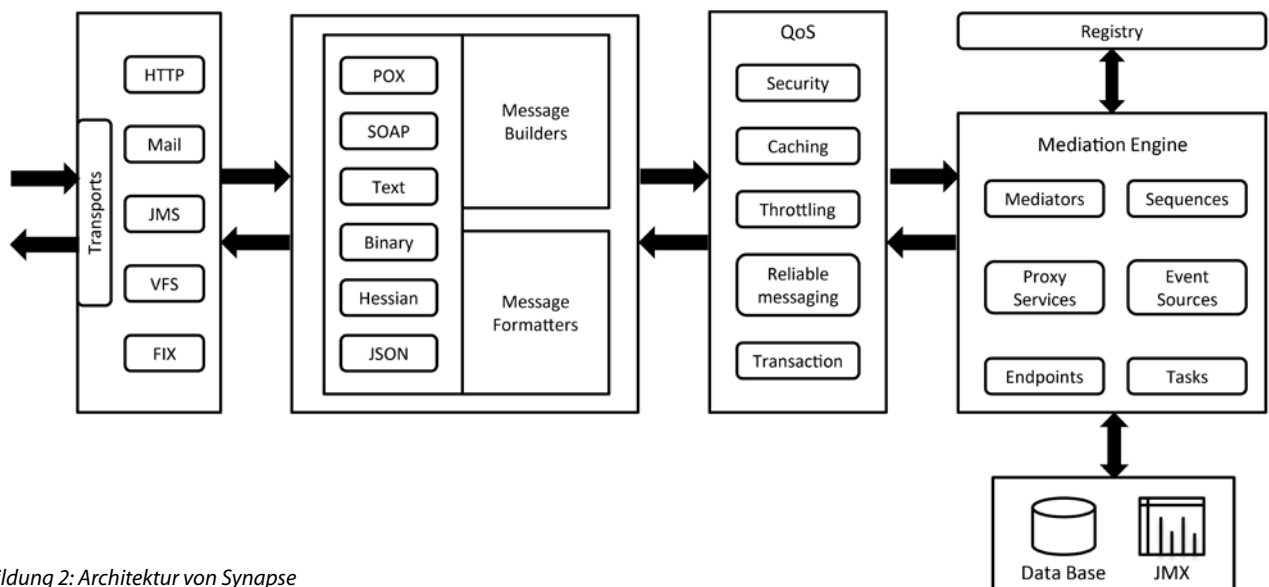 Transports
HTTP
Mail
JMS
VFS
FIX
POX
SOAP
Text
Binary
Hessian
JSON
Message
Builders
Message
Formatters
QoS
Security
Caching
Throttling
Reliable
messaging
Transaction
Registry
Mediation Engine
Mediators
Sequences
Proxy
Services
Event
Sources
Endpoints
Tasks
Data Base
JMX
ildung 2: Architektur von Synapse